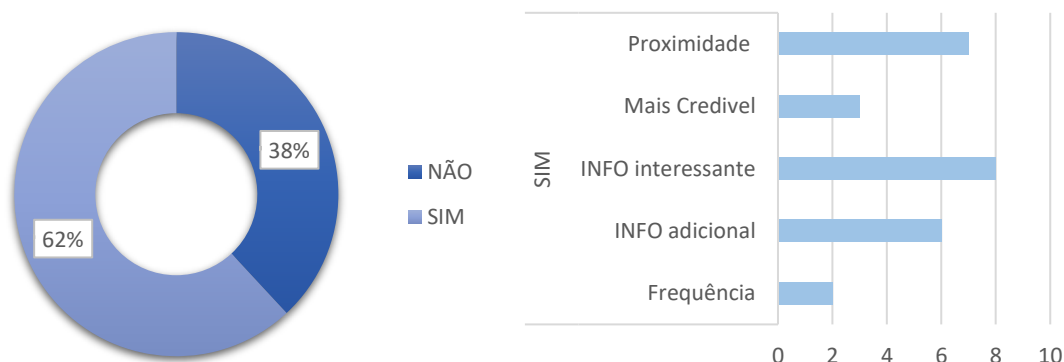 38%
62%
NÃO
SIM
SIM
Proximidade
Mais Credivel
INFO interessante
INFO adicional
Frequência
0 2 4 6 8 10